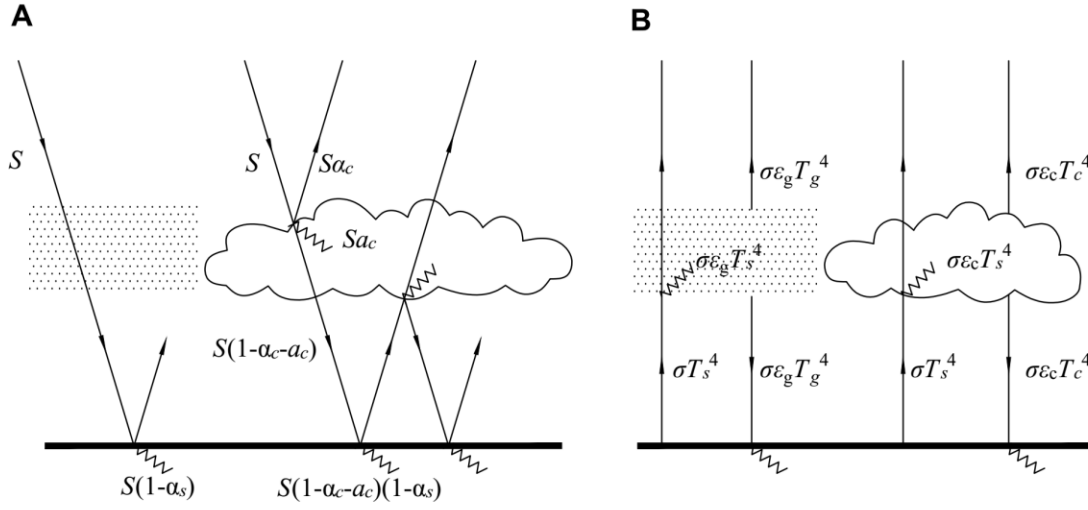 A
B
S
S
Sα_c
Sa_c
S(1-α_c-a_c)
S(1-α_s)
S(1-α_c-a_c)(1-α_s)
σε_gT_g^4
σε_cT_c^4
σε_gT_s^4
σε_cT_s^4
σT_s^4
σε_gT_g^4
σT_s^4
σε_cT_c^4